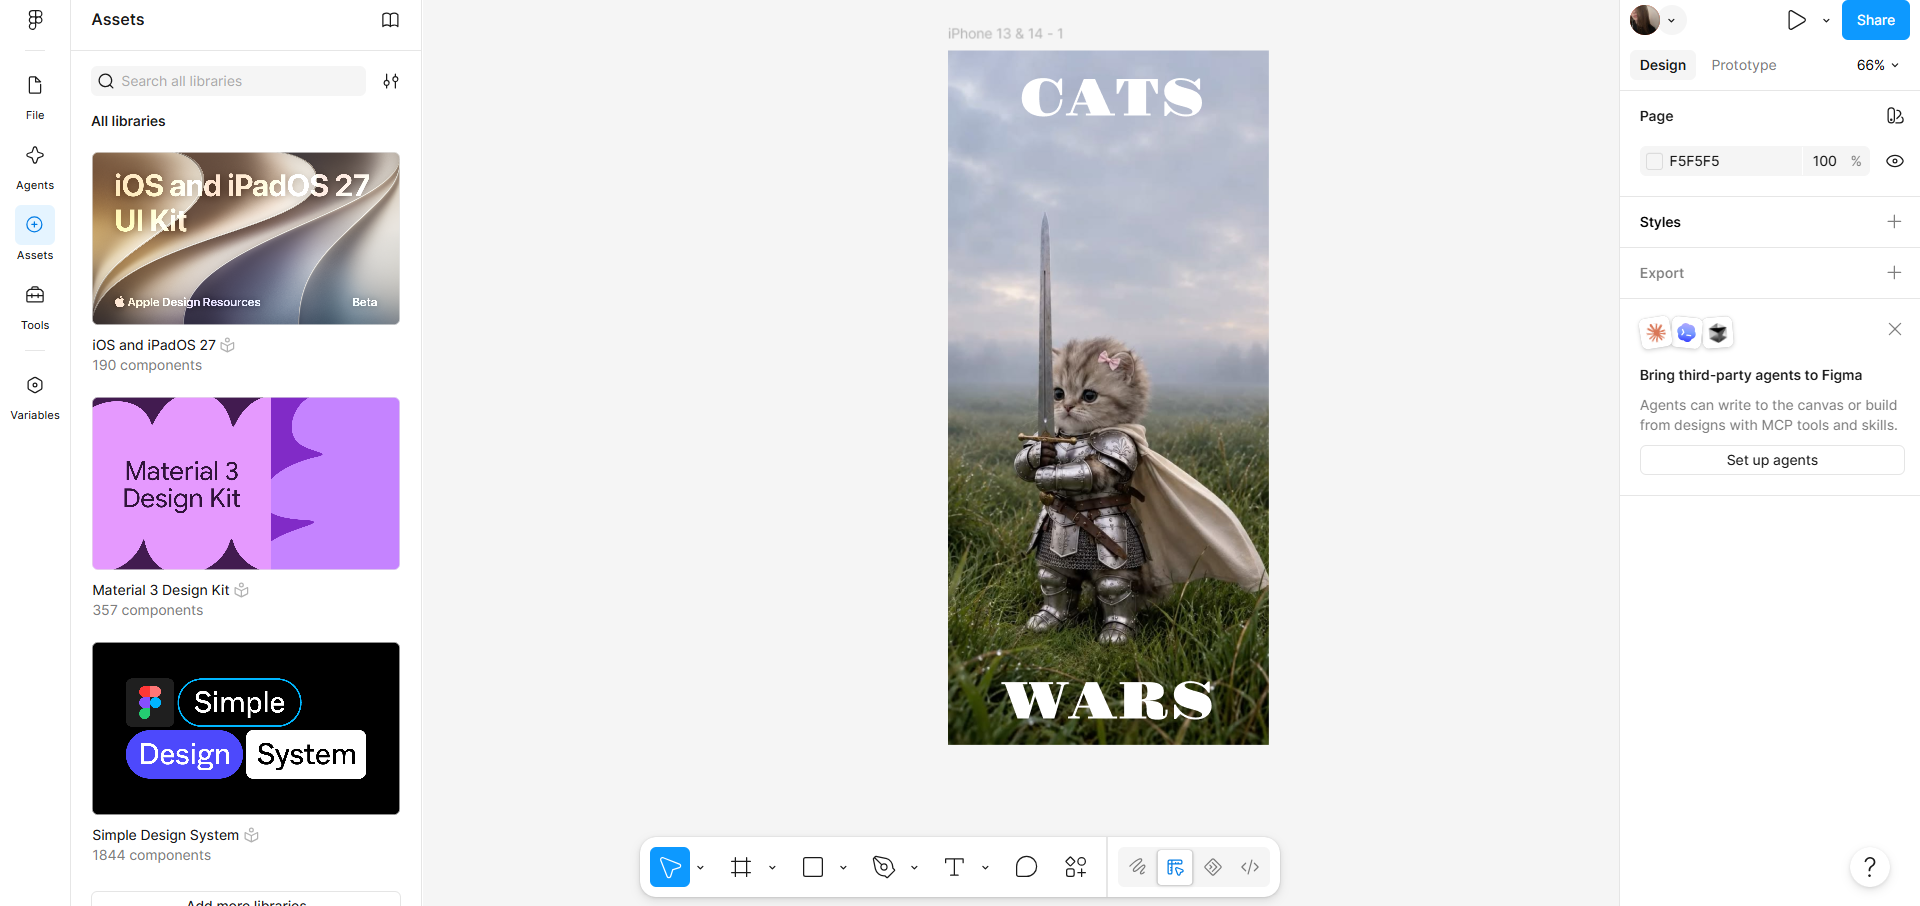 File
Agents
Assets
Tools
Variables
Assets
Search all libraries
All libraries
iOS and iPadOS 27
UI Kit
Apple Design Resources
Beta
iOS and iPadOS 27
190 components
Material 3
Design Kit
Material 3 Design Kit
357 components
Simple
Design System
Simple Design System
1844 components
Add more libraries
iPhone 13 & 14 - 1
CATS
WARS
Share
Design
Prototype
66%
Page
F5F5F5
100 %
Styles
Export
Bring third-party agents to Figma
Agents can write to the canvas or build
from designs with MCP tools and skills.
Set up agents
?